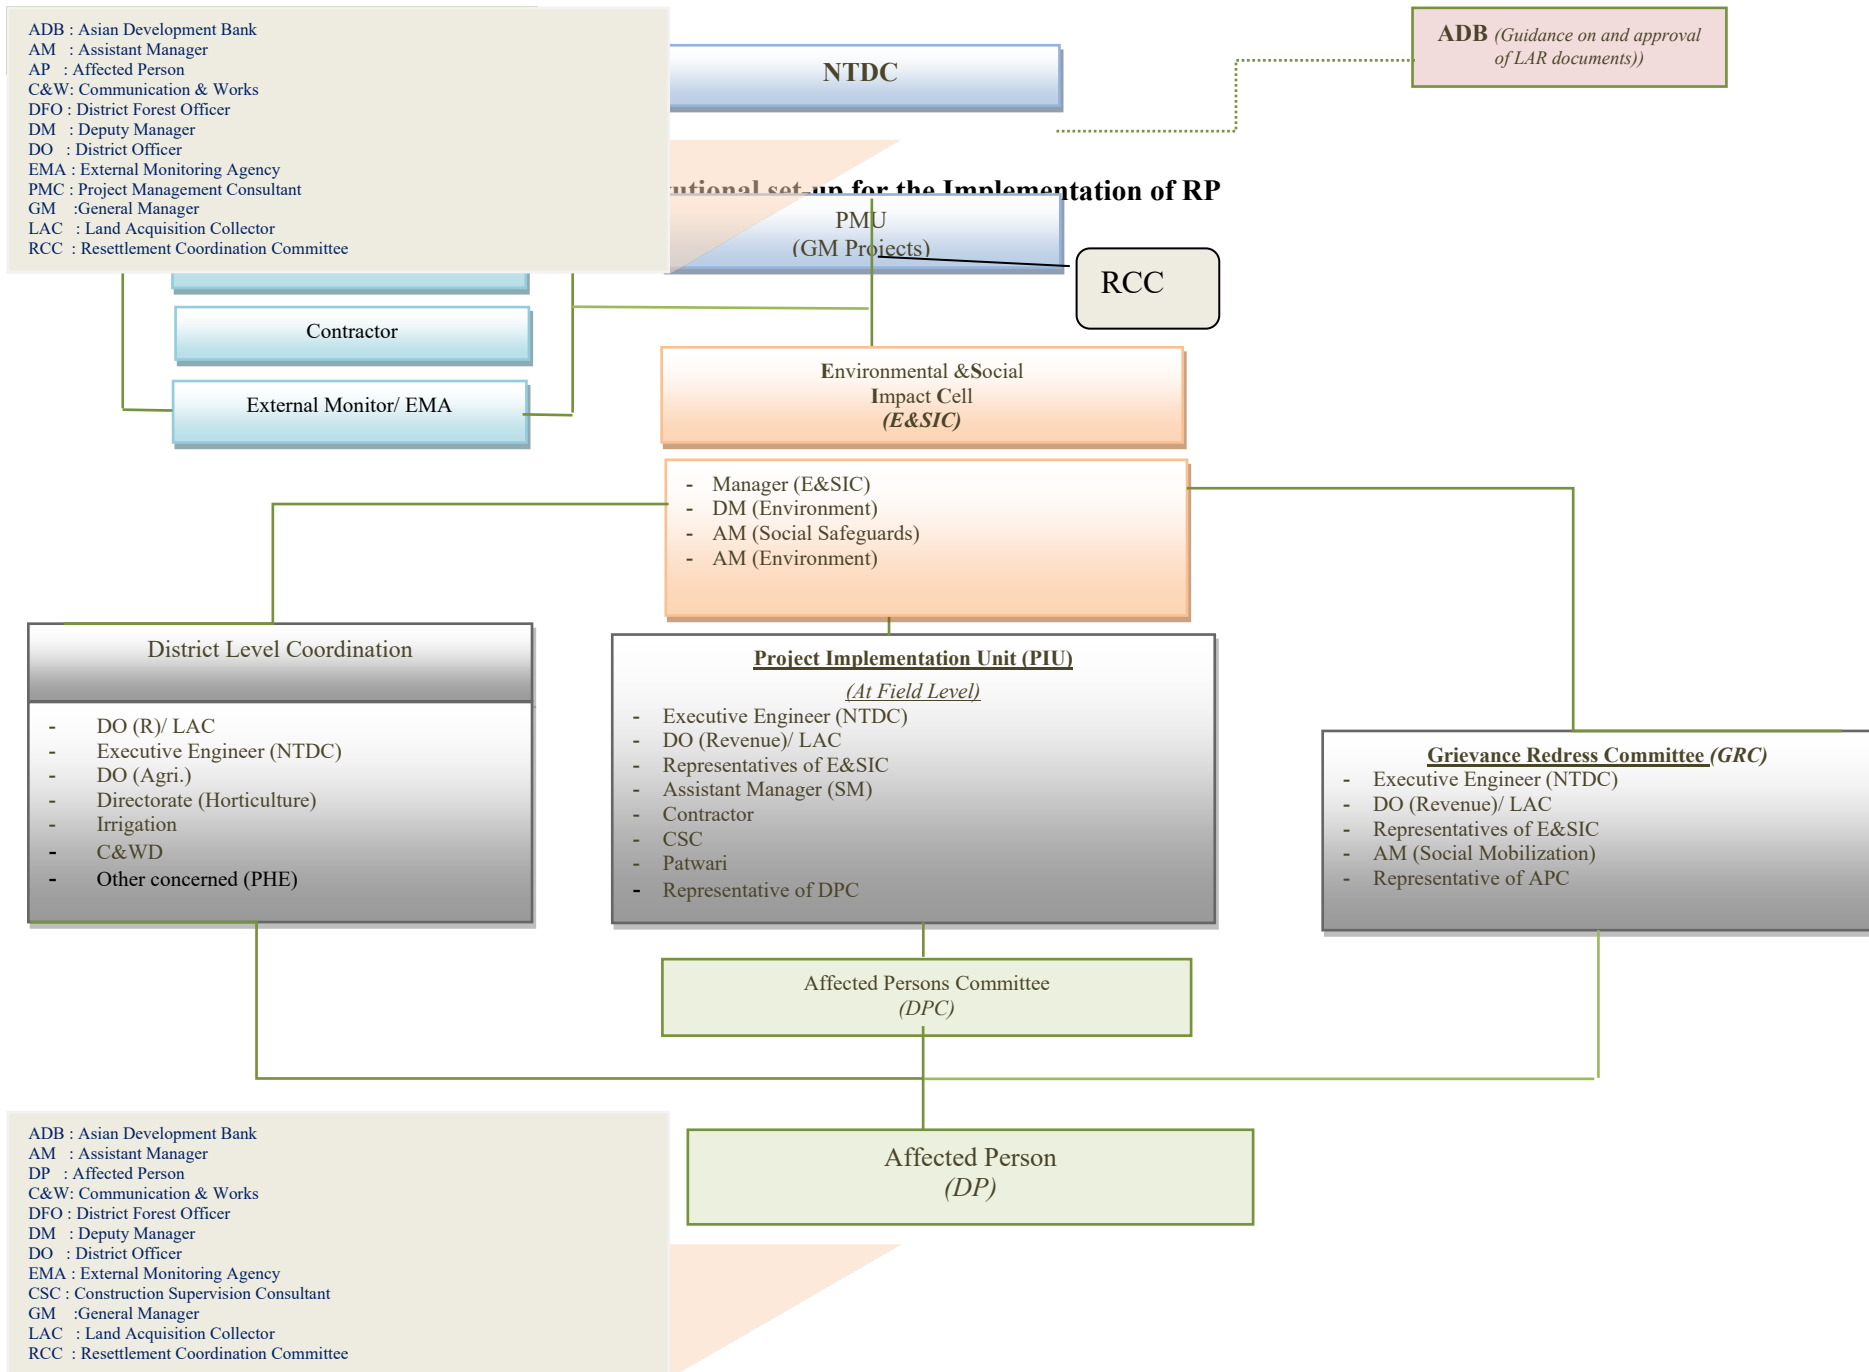 ADB : Asian Development Bank
AM : Assistant Manager
AP : Affected Person
C&W: Communication & Works
DFO : District Forest Officer
DM : Deputy Manager
DO : District Officer
EMA : External Monitoring Agency
PMC : Project Management Consultant
GM :General Manager
LAC : Land Acquisition Collector
RCC : Resettlement Coordination Committee
NTDC
ADB (Guidance on and approval
of LAR documents))
set-up for the Implementation of RP
PMU
(GM Projects)
RCC
Contractor
External Monitor/ EMA
Environmental &Social
Impact Cell
(E&SIC)
- Manager (E&SIC)
- DM (Environment)
- AM (Social Safeguards)
- AM (Environment)
District Level Coordination
- DO (R)/ LAC
- Executive Engineer (NTDC)
- DO (Agri.)
- Directorate (Horticulture)
- Irrigation
- C&WD
- Other concerned (PHE)
Project Implementation Unit (PIU)
(At Field Level)
- Executive Engineer (NTDC)
- DO (Revenue)/ LAC
- Representatives of E&SIC
- Assistant Manager (SM)
- Contractor
- CSC
- Patwari
- Representative of DPC
Grievance Redress Committee (GRC)
- Executive Engineer (NTDC)
- DO (Revenue)/ LAC
- Representatives of E&SIC
- AM (Social Mobilization)
- Representative of APC
Affected Persons Committee
(DPC)
Affected Person
(DP)
ADB : Asian Development Bank
AM : Assistant Manager
DP : Affected Person
C&W: Communication & Works
DFO : District Forest Officer
DM : Deputy Manager
DO : District Officer
EMA : External Monitoring Agency
CSC : Construction Supervision Consultant
GM :General Manager
LAC : Land Acquisition Collector
RCC : Resettlement Coordination Committee